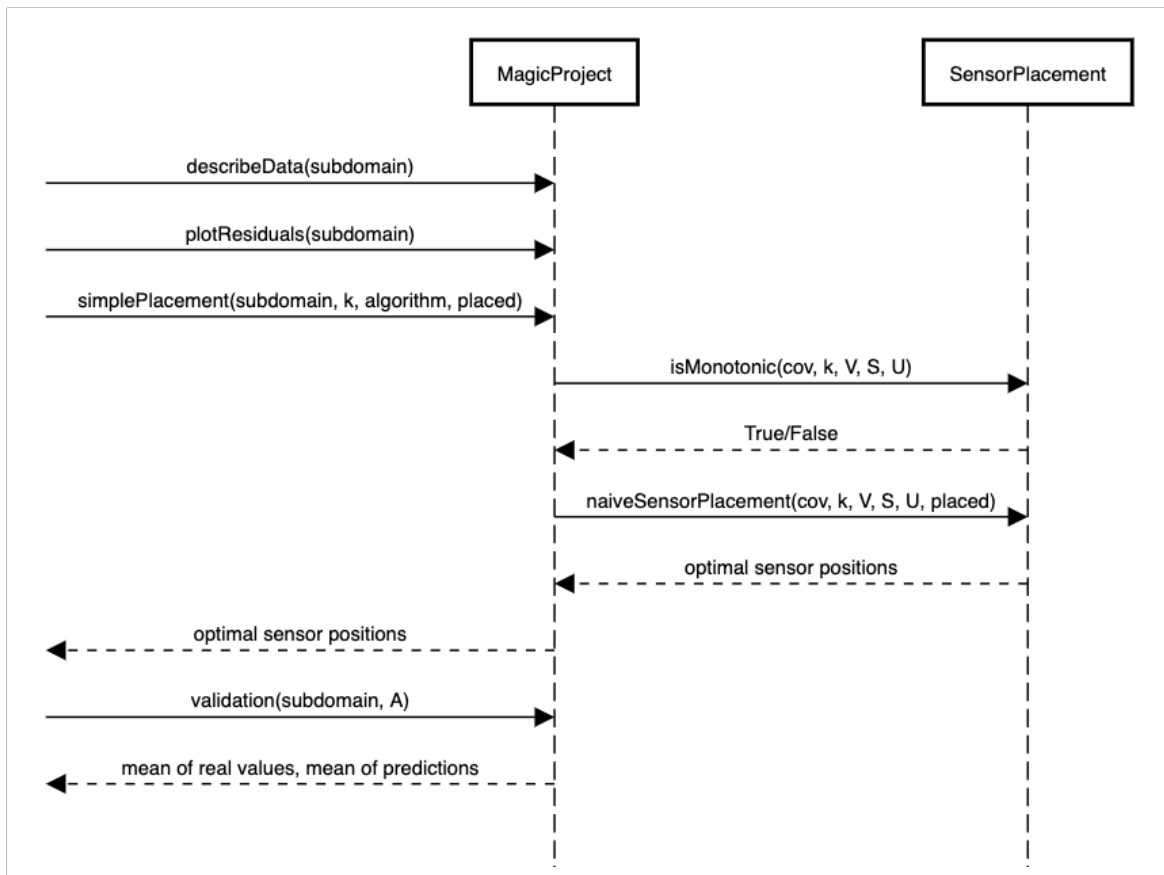 MagicProject
SensorPlacement
describeData(subdomain)
plotResiduals(subdomain)
simplePlacement(subdomain, k, algorithm, placed)
isMonotonic(cov, k, V, S, U)
True/False
naiveSensorPlacement(cov, k, V, S, U, placed)
optimal sensor positions
optimal sensor positions
validation(subdomain, A)
mean of real values, mean of predictions